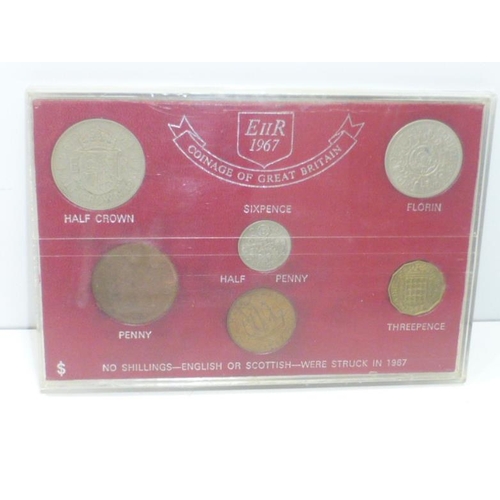 EIIR
1967
COINAGE OF GREAT BRITAIN
HALF CROWN
SIXPENCE
FLORIN
HALF PENNY
PENNY
THREEPENCE
$
NO SHILLINGS—ENGLISH OR SCOTTISH—WERE STRUCK IN 1967